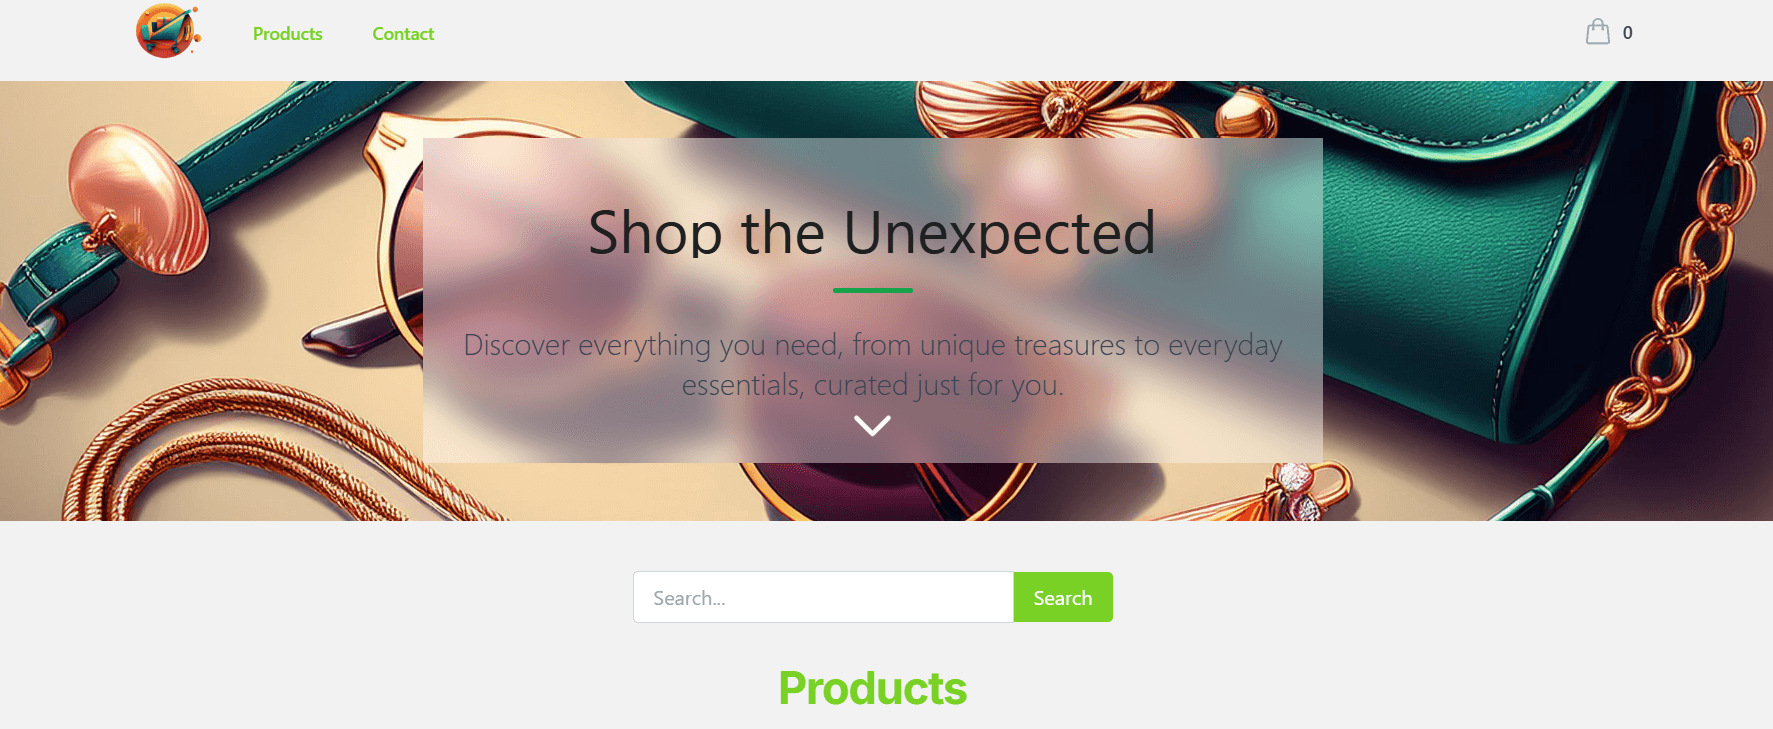 Products Contact 0
Shop the Unexpected
Discover everything you need, from unique treasures to everyday
essentials, curated just for you.
Search... Search
Products